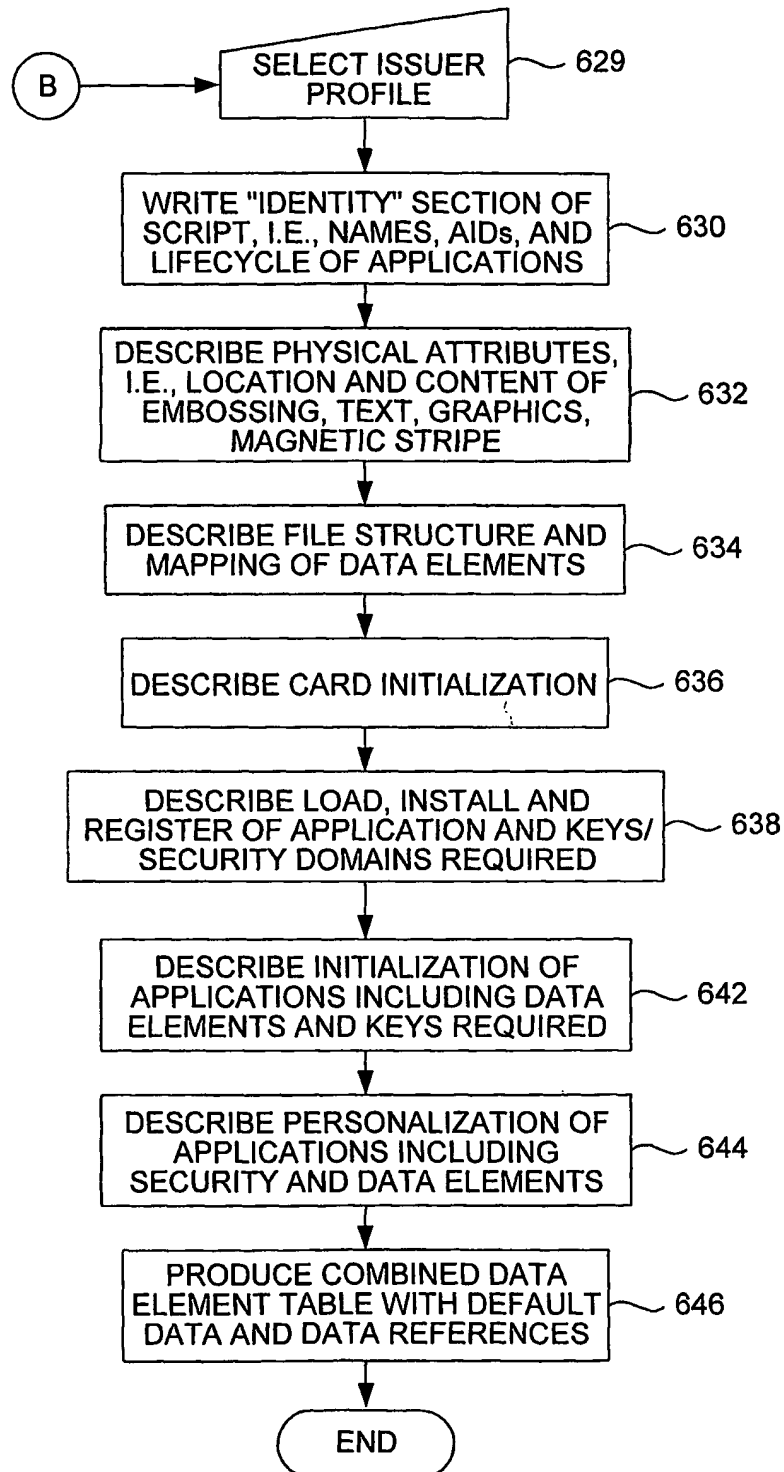 B
SELECT ISSUER
PROFILE
629
WRITE "IDENTITY" SECTION OF
SCRIPT, I.E., NAMES, AIDs, AND
LIFECYCLE OF APPLICATIONS
630
DESCRIBE PHYSICAL ATTRIBUTES,
I.E., LOCATION AND CONTENT OF
EMBOSSING, TEXT, GRAPHICS,
MAGNETIC STRIPE
632
DESCRIBE FILE STRUCTURE AND
MAPPING OF DATA ELEMENTS
634
DESCRIBE CARD INITIALIZATION
636
DESCRIBE LOAD, INSTALL AND
REGISTER OF APPLICATION AND KEYS/
SECURITY DOMAINS REQUIRED
638
DESCRIBE INITIALIZATION OF
APPLICATIONS INCLUDING DATA
ELEMENTS AND KEYS REQUIRED
642
DESCRIBE PERSONALIZATION OF
APPLICATIONS INCLUDING
SECURITY AND DATA ELEMENTS
644
PRODUCE COMBINED DATA
ELEMENT TABLE WITH DEFAULT
DATA AND DATA REFERENCES
646
END